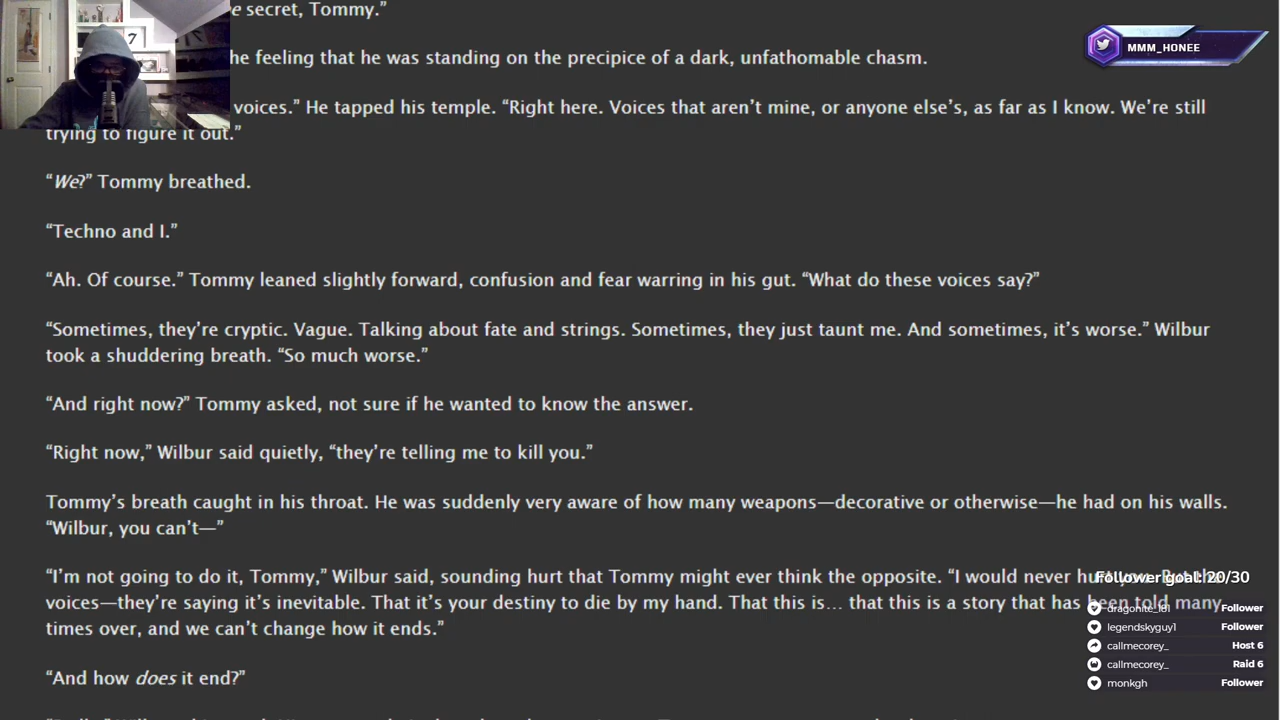 secret, Tommy.”
MMM_HONEE
he feeling that he was standing on the precipice of a dark, unfathomable chasm.
7
voices.” He tapped his temple. “Right here. Voices that aren’t mine, or anyone else’s, as far as I know. We’re still
trying to figure it out.”
“We?” Tommy breathed.
“Techno and I.”
“Ah. Of course.” Tommy leaned slightly forward, confusion and fear warring in his gut. “What do these voices say?”
“Sometimes, they’re cryptic. Vague. Talking about fate and strings. Sometimes, they just taunt me. And sometimes, it’s worse.” Wilbur
took a shuddering breath. “So much worse.”
“And right now?” Tommy asked, not sure if he wanted to know the answer.
“Right now,” Wilbur said quietly, “they’re telling me to kill you.”
Tommy’s breath caught in his throat. He was suddenly very aware of how many weapons—decorative or otherwise—he had on his walls.
“Wilbur, you can’t—”
“I’m not going to do it, Tommy,” Wilbur said, sounding hurt that Tommy might ever think the opposite. “I would never
Follower goal: 20/30
voices—they’re saying it’s inevitable. That it’s your destiny to die by my hand. That this is… that this is a story that has been told many
times over, and we can’t change how it ends.”
“And how does it end?”
dragonite_181 Follower
legendskyguy1 Follower
callmecorey_ Host 6
callmecorey_ Raid 6
monkgh Follower